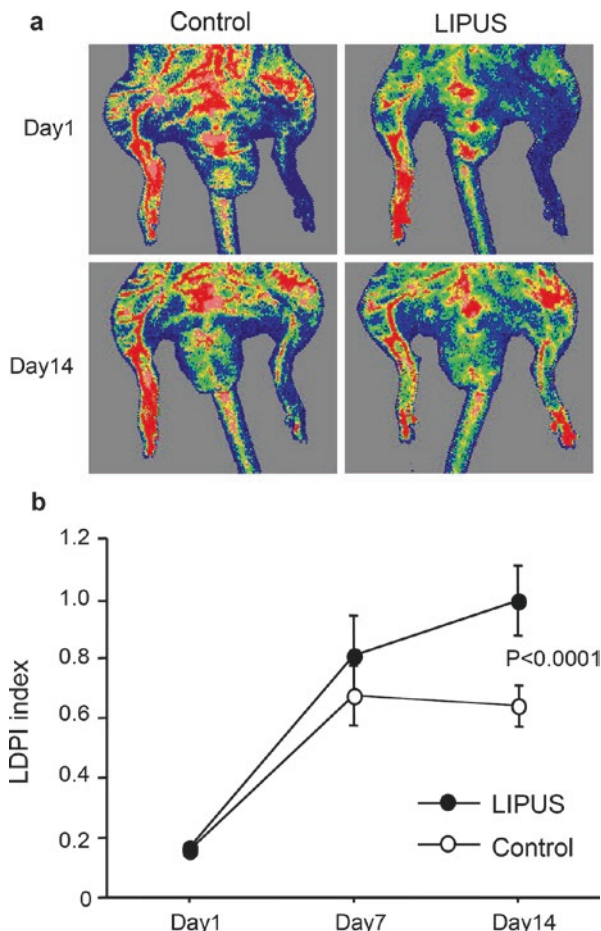 a
Control LIPUS
Day1
Day14
b
1.2
1.0
0.8
0.6
0.4
0.2
0
LDPI index
P<0.0001
LIPUS
Control
Day1 Day7 Day14